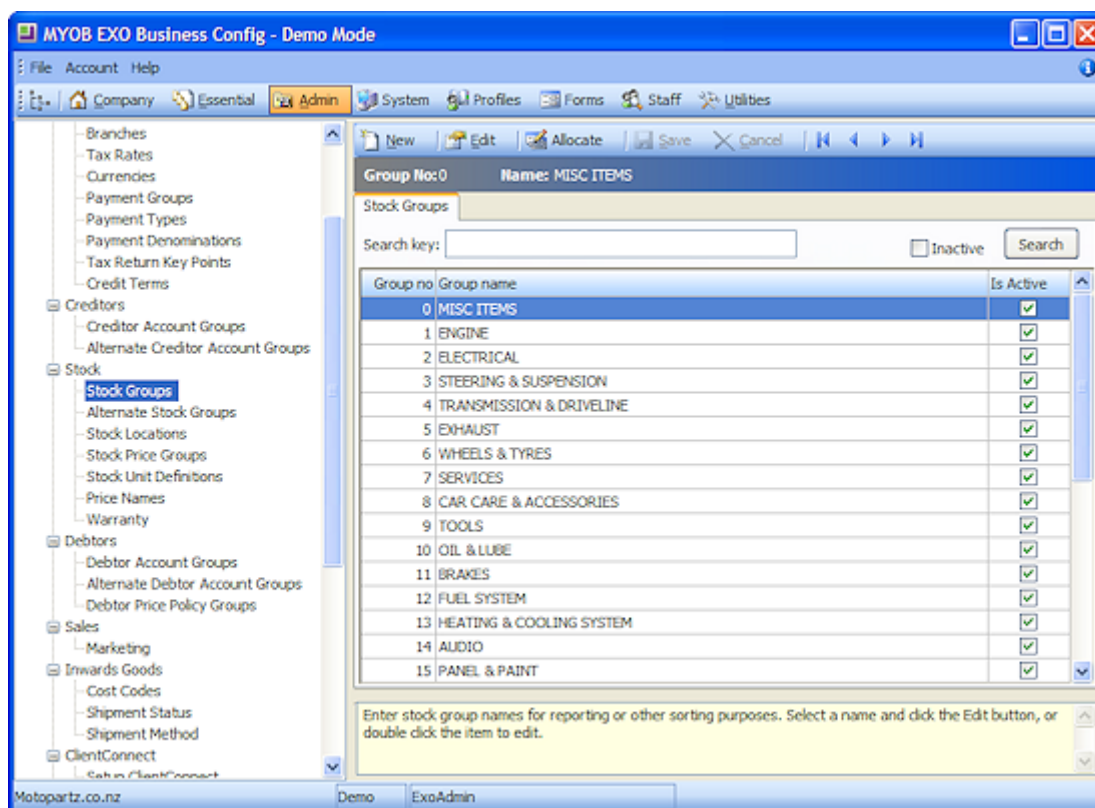 MYOB EXO Business Config - Demo Mode
File Account Help
Company Essential Admin System Profiles Forms Staff Utilities
Branches
Tax Rates
Currencies
Payment Groups
Payment Types
Payment Denominations
Tax Return Key Points
Credit Terms
Creditors
Creditor Account Groups
Alternate Creditor Account Groups
Stock
Stock Groups
Alternate Stock Groups
Stock Locations
Stock Price Groups
Stock Unit Definitions
Price Names
Warranty
Debtors
Debtor Account Groups
Alternate Debtor Account Groups
Debtor Price Policy Groups
Sales
Marketing
Inwards Goods
Cost Codes
Shipment Status
Shipment Method
ClientConnect
Setup ClientConnect
New Edit Allocate Save Cancel
Group No:0 Name: MISC ITEMS
Stock Groups
Search key: Inactive Search
Group no Group name Is Active
0 MISC ITEMS
1 ENGINE
2 ELECTRICAL
3 STEERING & SUSPENSION
4 TRANSMISSION & DRIVELINE
5 EXHAUST
6 WHEELS & TYRES
7 SERVICES
8 CAR CARE & ACCESSORIES
9 TOOLS
10 OIL & LUBE
11 BRAKES
12 FUEL SYSTEM
13 HEATING & COOLING SYSTEM
14 AUDIO
15 PANEL & PAINT
Enter stock group names for reporting or other sorting purposes. Select a name and click the Edit button, or
double click the item to edit.
Motopartz.co.nz Demo ExoAdmin